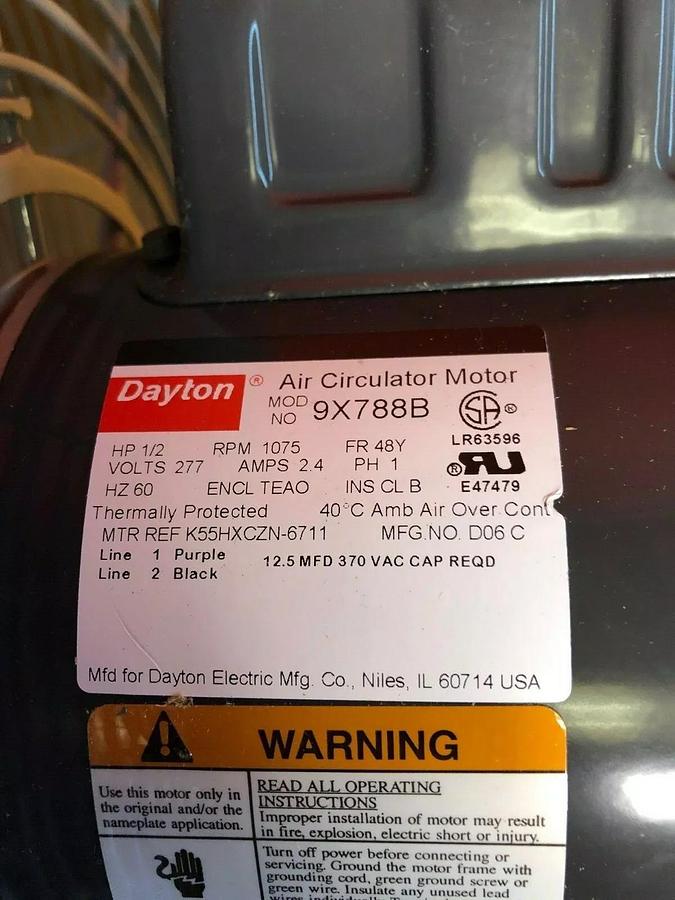 Dayton ® Air Circulator Motor
MOD NO 9X788B
SA ®
LR63596
HP 1/2 RPM 1075 FR 48Y
VOLTS 277 AMPS 2.4 PH 1
HZ 60 ENCL TEAO INS CL B
® RU
E47479
Thermally Protected 40°C Amb Air Over Cont
MTR REF K55HXCZN-6711 MFG.NO. D06 C
Line 1 Purple 12.5 MFD 370 VAC CAP REQD
Line 2 Black
Mfd for Dayton Electric Mfg. Co., Niles, IL 60714 USA
WARNING
Use this motor only in
the original and/or the
nameplate application.
READ ALL OPERATING
INSTRUCTIONS
Improper installation of motor may result
in fire, explosion, electric short or injury.
Turn off power before connecting or
servicing. Ground the motor frame with
grounding cord, green ground screw or
green wire. Insulate any unused lead
wires individually.